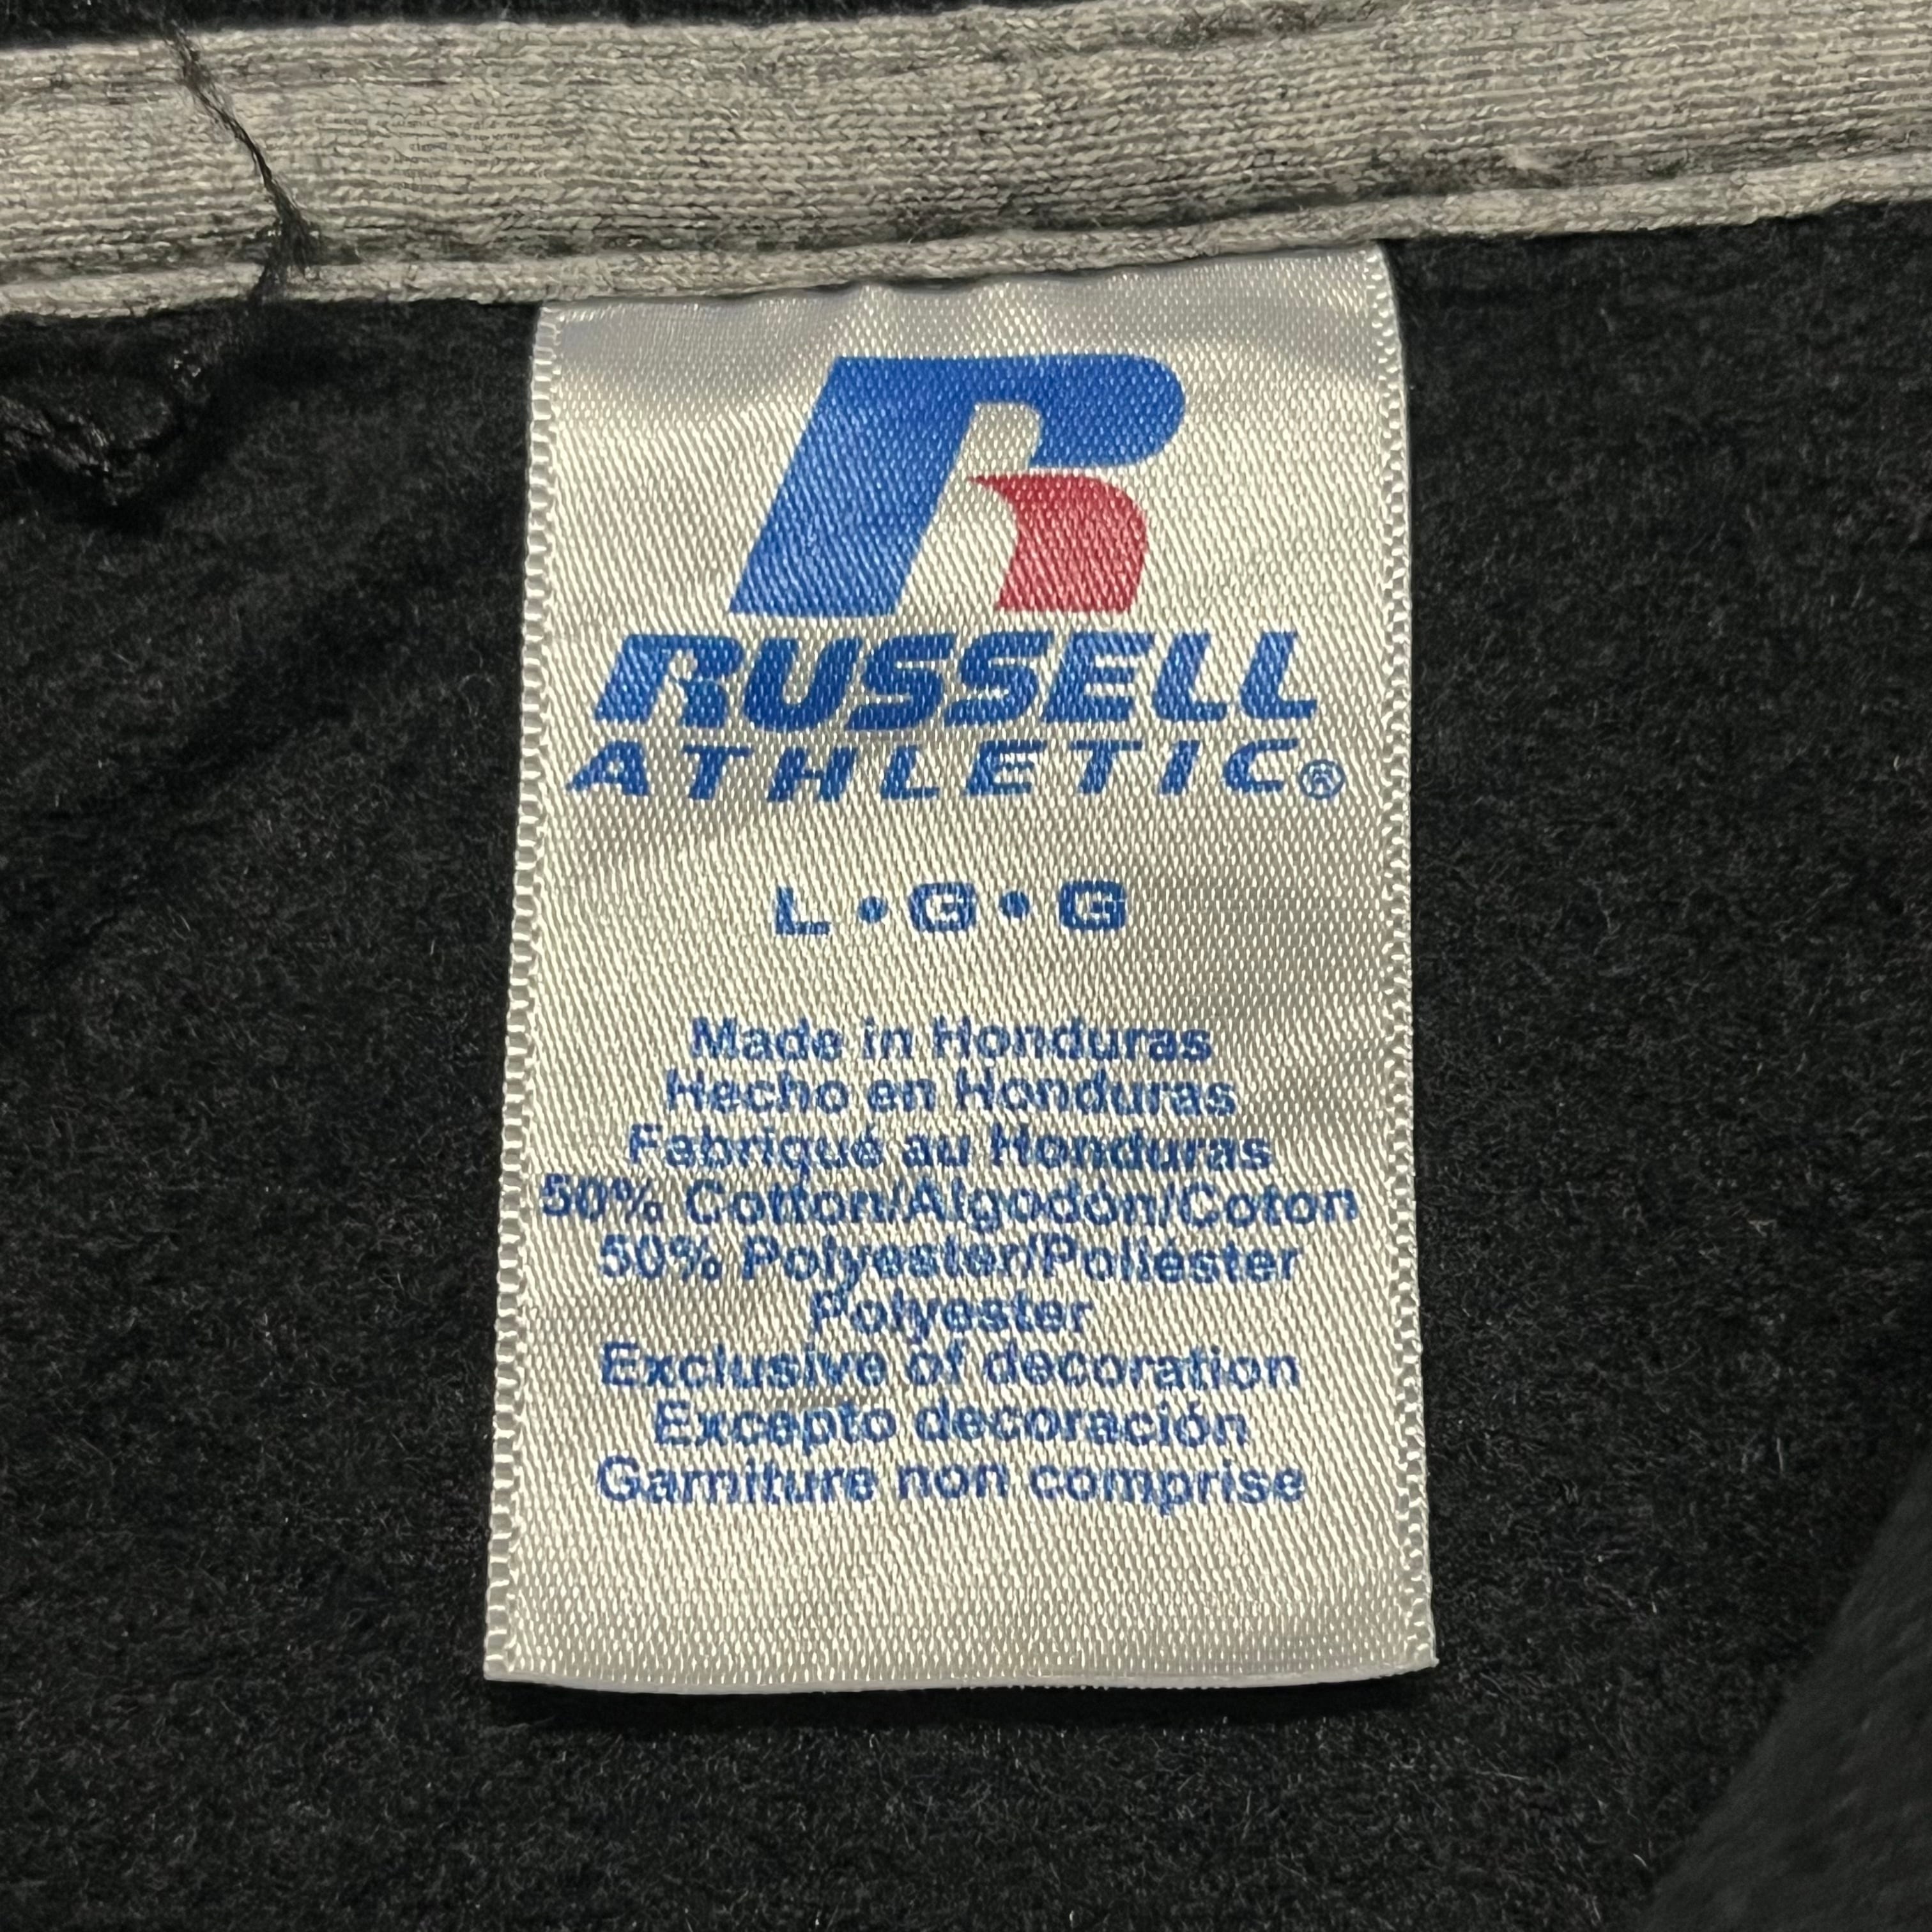 R
RUSSELL
ATHLETIC®
L•G•G
Made in Honduras
Hecho en Honduras
Fabriqué au Honduras
50% Cotton/Algodón/Coton
50% Polyester/Poliéster
Polyester
Exclusive of decoration
Excepto decoración
Garniture non comprise